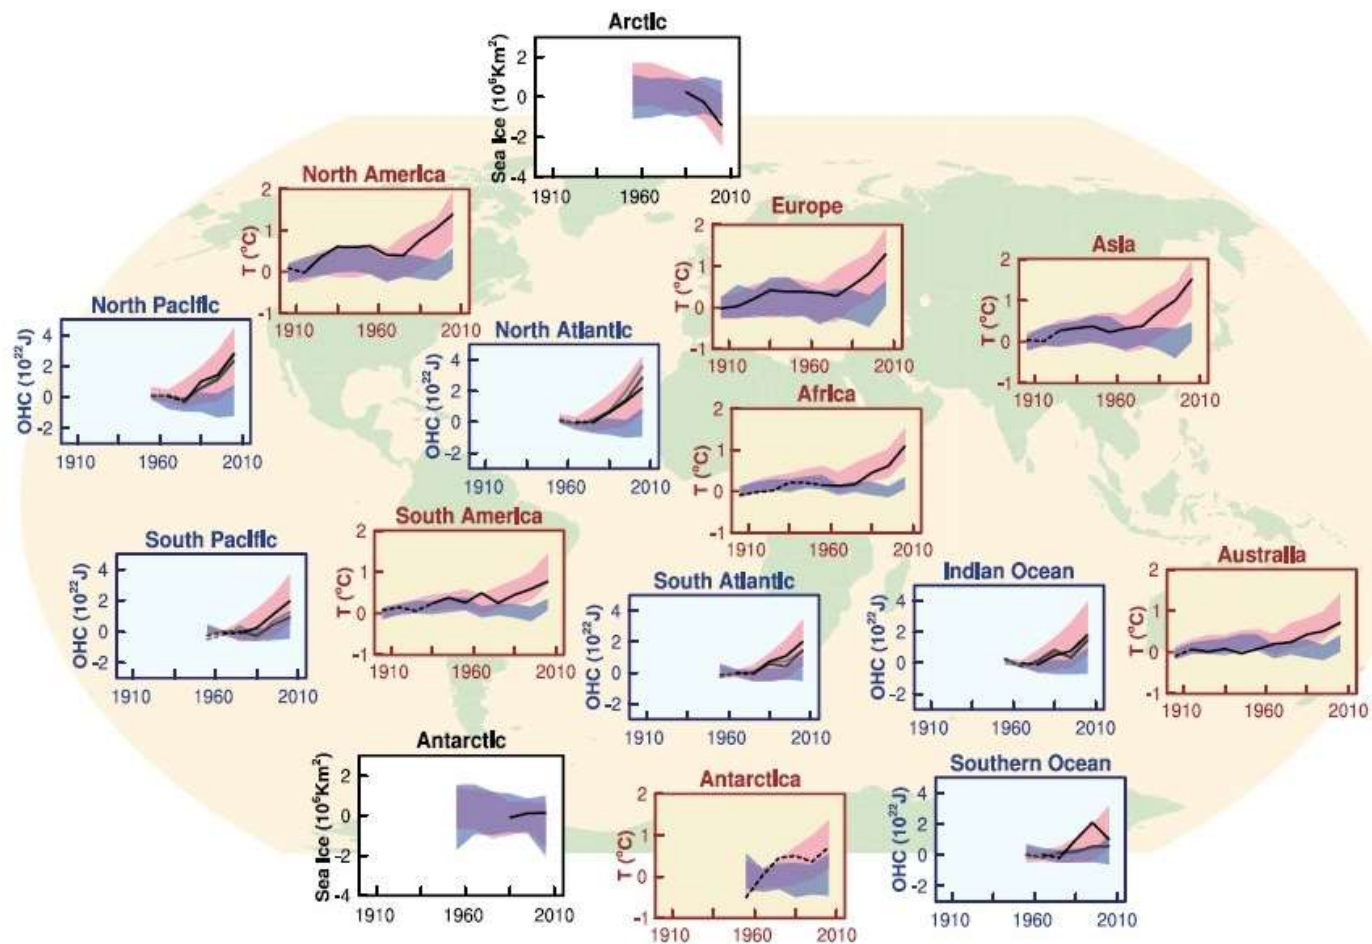 Arctic
Sea Ice (10⁶Km²)
2
0
-2
-4
1910 1960 2010
North America
T (°C)
2
1
0
-1
1910 1960 2010
Europe
T (°C)
2
1
0
-1
1910 1960 2010
Asia
T (°C)
2
1
0
-1
1910 1960 2010
North Pacific
OHC (10²²J)
4
2
0
-2
1910 1960 2010
North Atlantic
OHC (10²²J)
4
2
0
-2
1910 1960 2010
Africa
T (°C)
2
1
0
-1
1910 1960 2010
South Pacific
OHC (10²²J)
4
2
0
-2
1910 1960 2010
South America
T (°C)
2
1
0
-1
1910 1960 2010
South Atlantic
OHC (10²²J)
4
2
0
-2
1910 1960 2010
Indian Ocean
OHC (10²²J)
4
2
0
-2
1910 1960 2010
Australia
T (°C)
2
1
0
-1
1910 1960 2010
Antarctic
Sea Ice (10⁶Km²)
2
0
-2
-4
1910 1960 2010
Antarctica
T (°C)
2
1
0
-1
1910 1960 2010
Southern Ocean
OHC (10²²J)
4
2
0
-2
1910 1960 2010